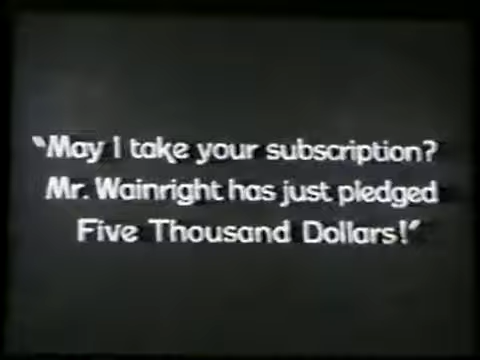 "May I take your subscription?
Mr. Wainright has just pledged
Five Thousand Dollars!"